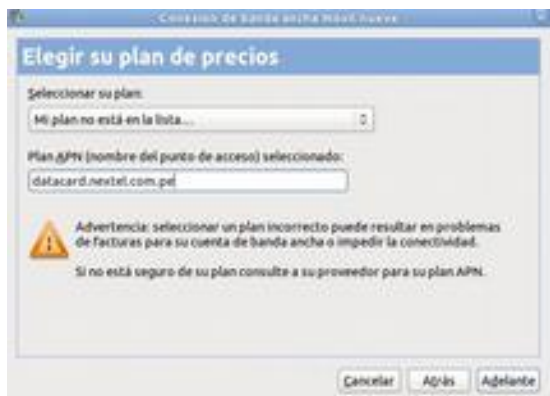 Conexión de banda ancha móvil nueva
Elegir su plan de precios
Seleccionar su plan:
Mi plan no está en la lista...
Plan APN (nombre del punto de acceso) seleccionado:
datacard.nextel.com.pe
Advertencia: seleccionar un plan incorrecto puede resultar en problemas
de facturas para su cuenta de banda ancha o impedir la conectividad.
Si no está seguro de su plan consulte a su proveedor para su plan APN.
Cancelar
Atrás
Adelante